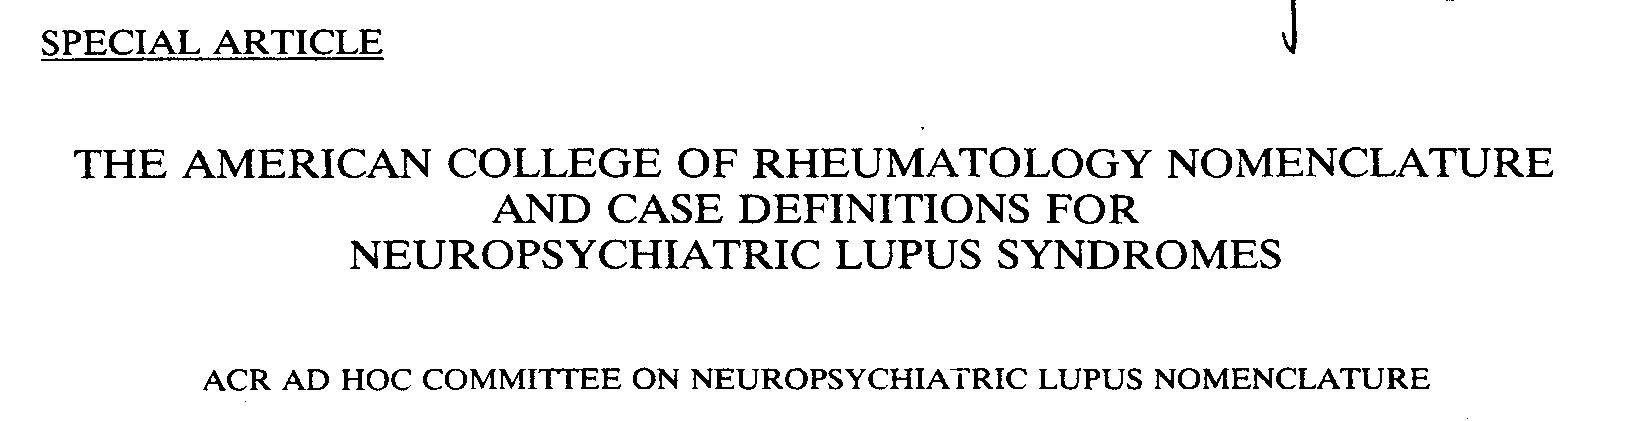 SPECIAL ARTICLE
THE AMERICAN COLLEGE OF RHEUMATOLOGY NOMENCLATURE
AND CASE DEFINITIONS FOR
NEUROPSYCHIATRIC LUPUS SYNDROMES
ACR AD HOC COMMITTEE ON NEUROPSYCHIATRIC LUPUS NOMENCLATURE